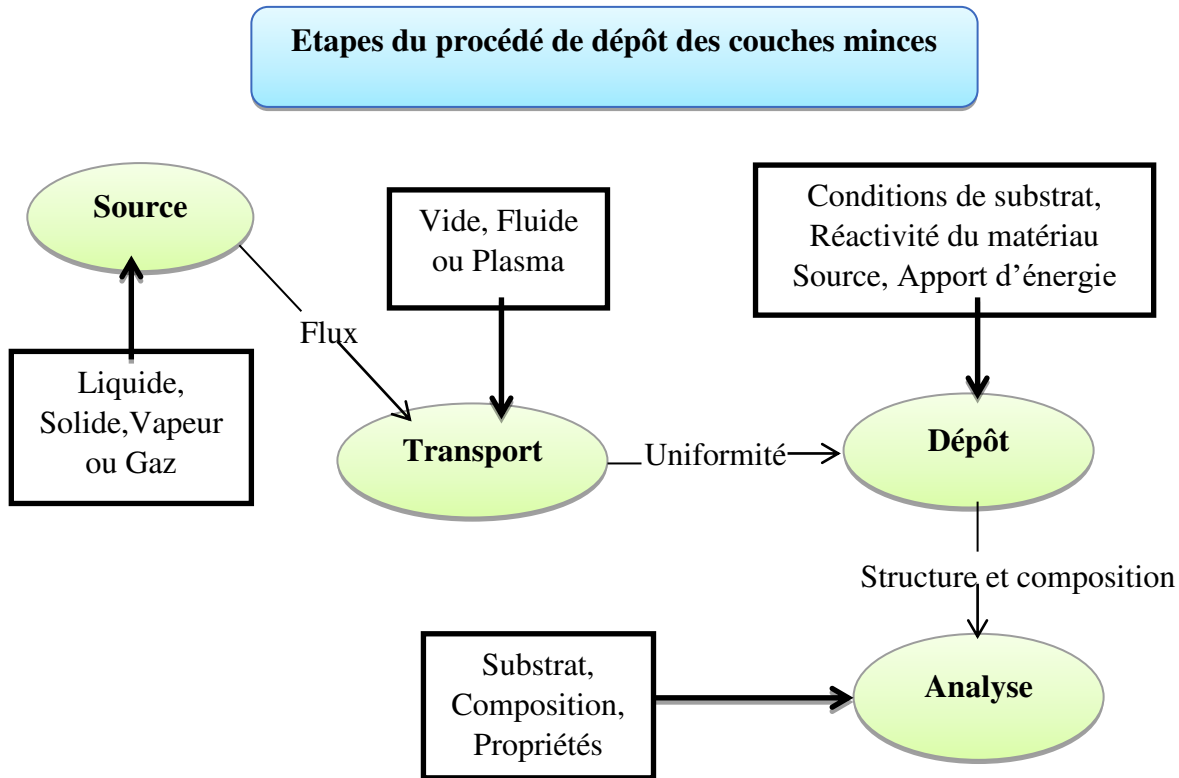 Etapes du procédé de dépôt des couches minces
Source
Vide, Fluide
ou Plasma
Conditions de substrat,
Réactivité du matériau
Source, Apport d’énergie
Flux
Liquide,
Solide,Vapeur
ou Gaz
Transport
Uniformité
Dépôt
Structure et composition
Substrat,
Composition,
Propriétés
Analyse